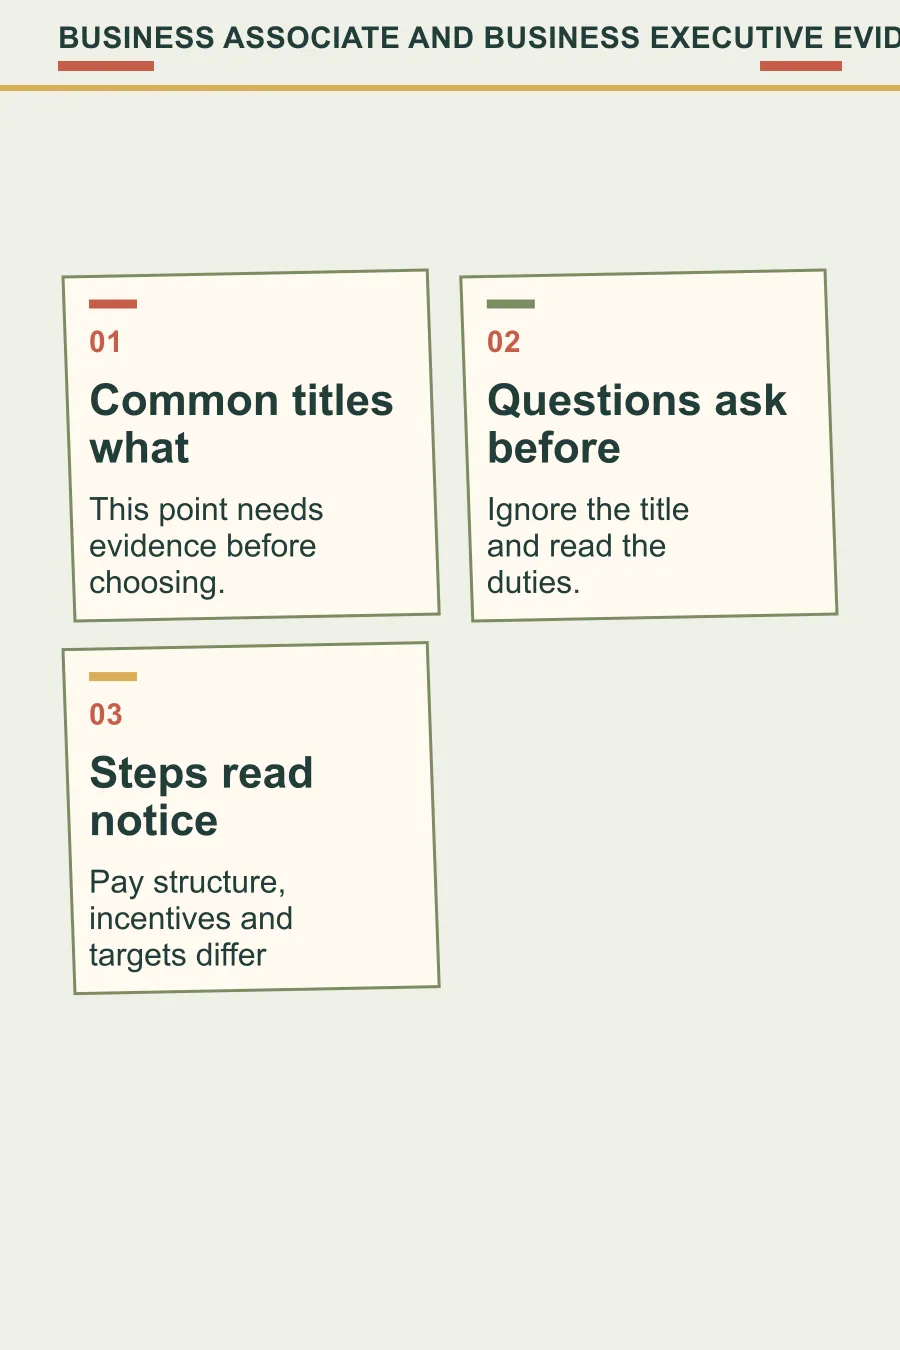 BUSINESS ASSOCIATE AND BUSINESS EXECUTIVE EVID
01
Common titles
what
This point needs
evidence before
choosing.
02
Questions ask
before
Ignore the title
and read the
duties.
03
Steps read
notice
Pay structure,
incentives and
targets differ